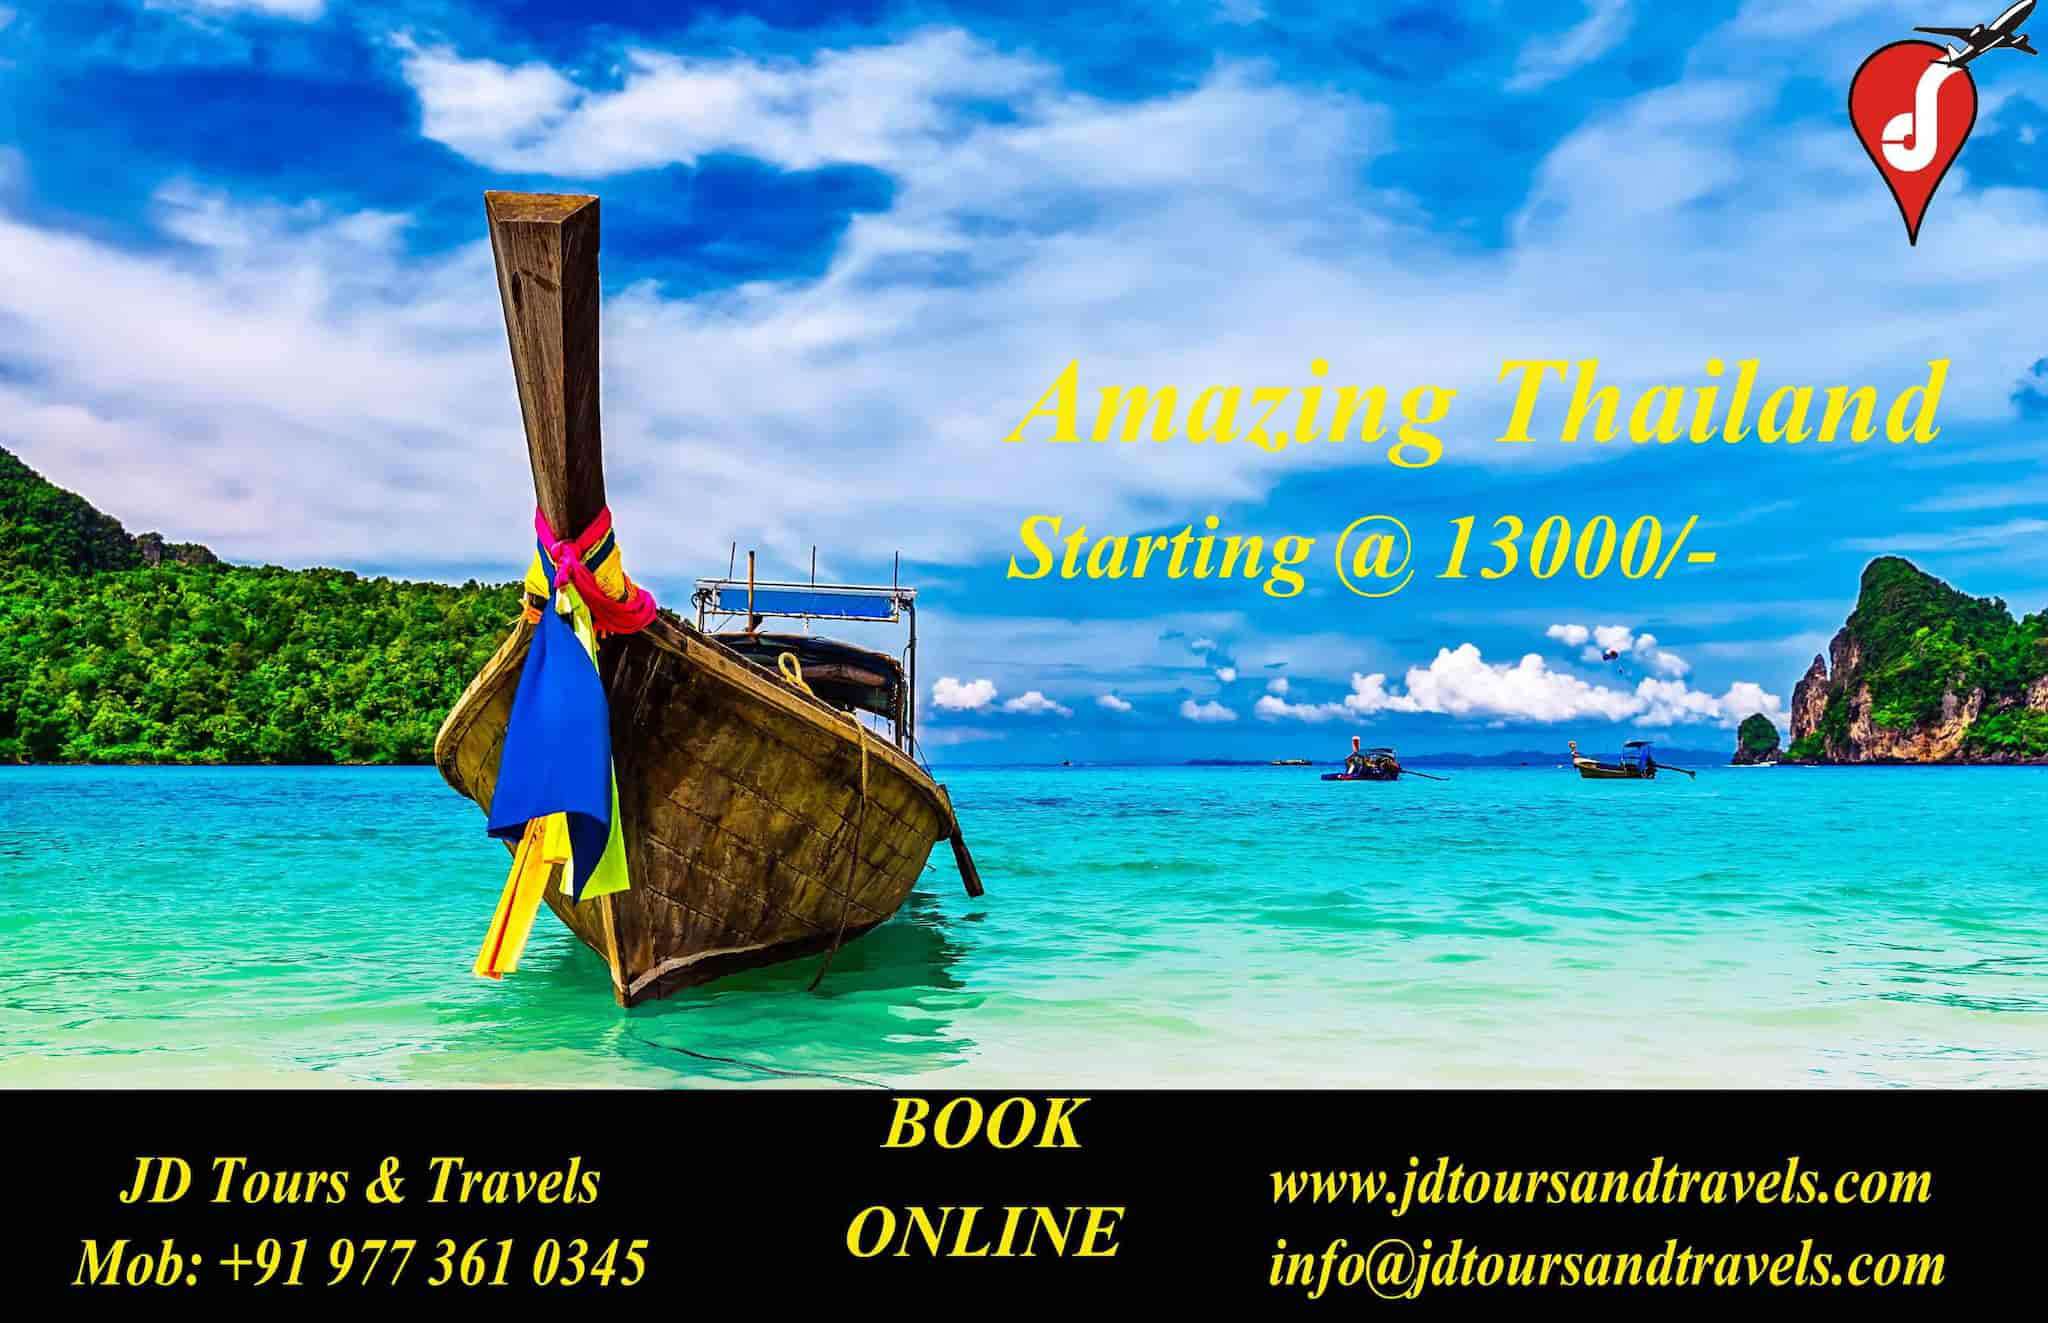 J
Amazing Thailand
Starting @ 13000/-
BOOK
ONLINE
JD Tours & Travels
Mob: +91 977 361 0345
www.jdtoursandtravels.com
info@jdtoursandtravels.com